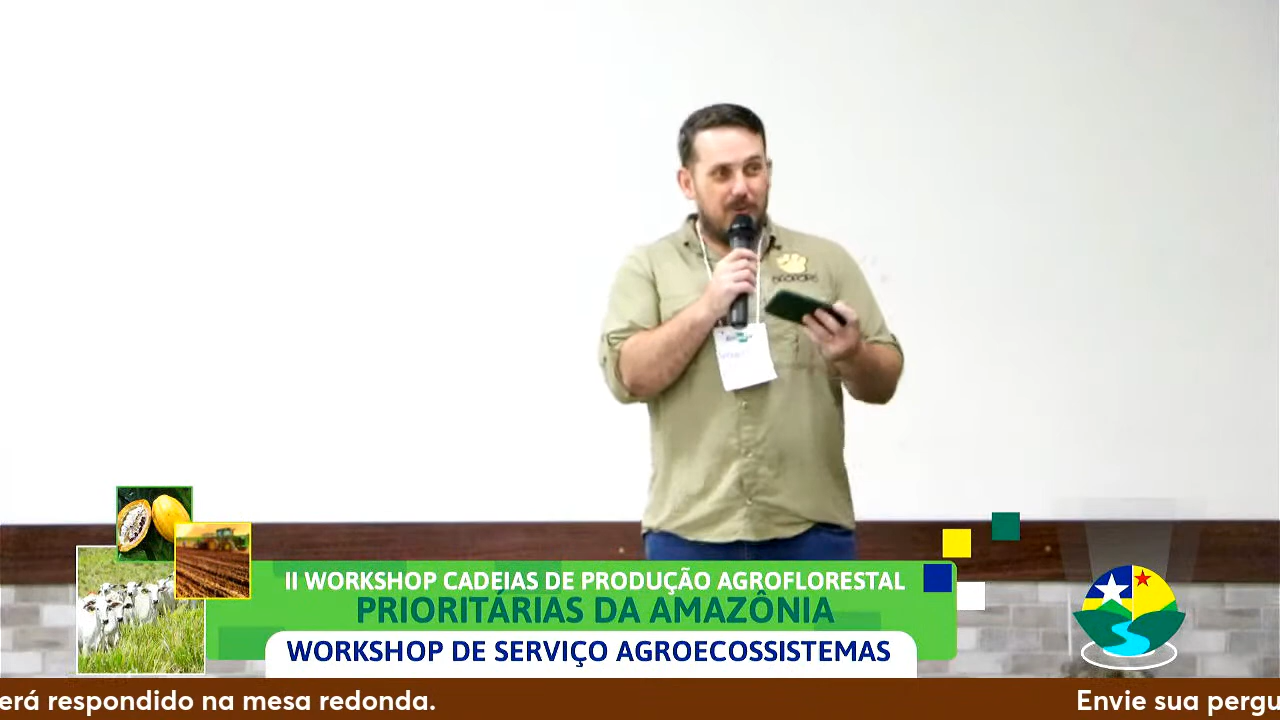 II WORKSHOP CADEIAS DE PRODUÇÃO AGROFLORESTAL
PRIORITÁRIAS DA AMAZÔNIA
WORKSHOP DE SERVIÇO AGROECOSSISTEMAS
erá respondido na mesa redonda.
Envie sua pergu